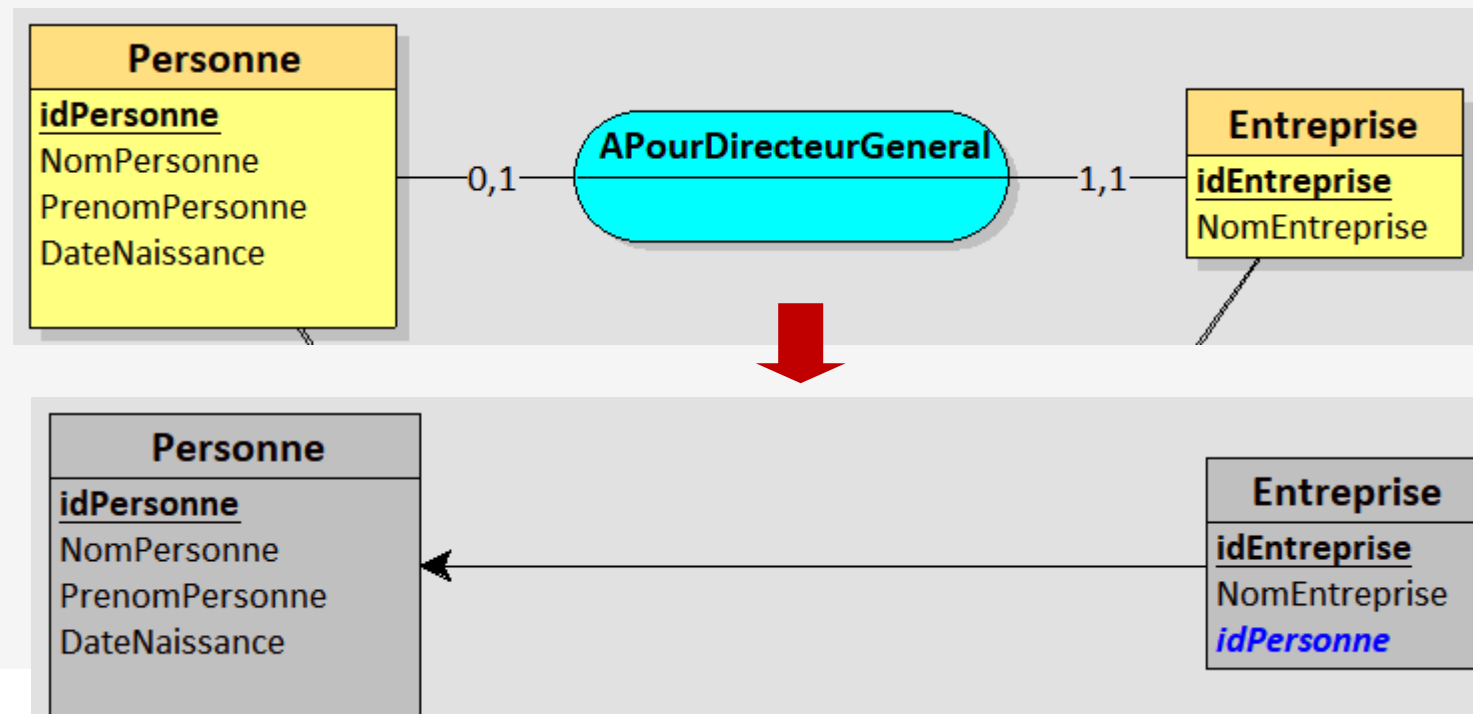 Personne
idPersonne
NomPersonne
PrenomPersonne
DateNaissance
0,1
APourDirecteurGeneral
1,1
Entreprise
idEntreprise
NomEntreprise
Personne
idPersonne
NomPersonne
PrenomPersonne
DateNaissance
Entreprise
idEntreprise
NomEntreprise
idPersonne